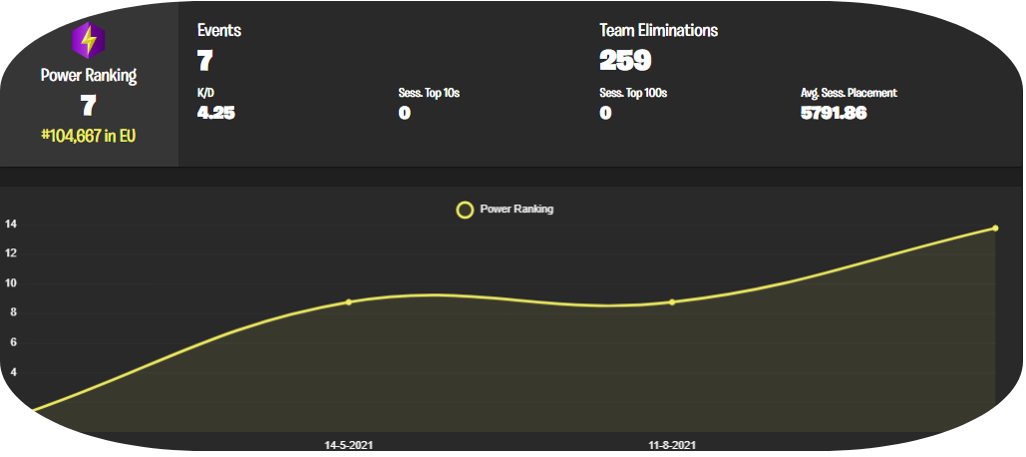 Power Ranking
7
#104,667 in EU
Events
7
Team Eliminations
259
K/D
4.25
Sess. Top 10s
0
Sess. Top 100s
0
Avg. Sess. Placement
5791.86
Power Ranking
14
12
10
8
6
4
14-5-2021
11-8-2021